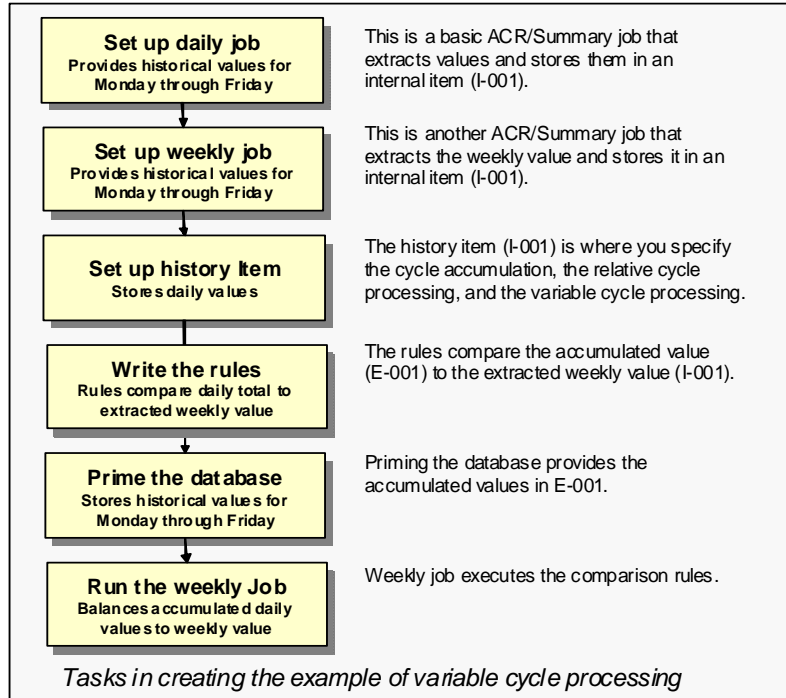 Set up daily job
Provides historical values for
Monday through Friday
This is a basic ACR/Summary job that
extracts values and stores them in an
internal item (I-001).
Set up weekly job
Provides historical values for
Monday through Friday
This is another ACR/Summary job that
extracts the weekly value and stores it in an
internal item (I-001).
Set up history Item
Stores daily values
The history item (I-001) is where you specify
the cycle accumulation, the relative cycle
processing, and the variable cycle processing.
Write the rules
Rules compare daily total to
extracted weekly value
The rules compare the accumulated value
(E-001) to the extracted weekly value (I-001).
Prime the database
Stores historical values for
Monday through Friday
Priming the database provides the
accumulated values in E-001.
Run the weekly Job
Balances accumulated daily
values to weekly value
Weekly job executes the comparison rules.
Tasks in creating the example of variable cycle processing